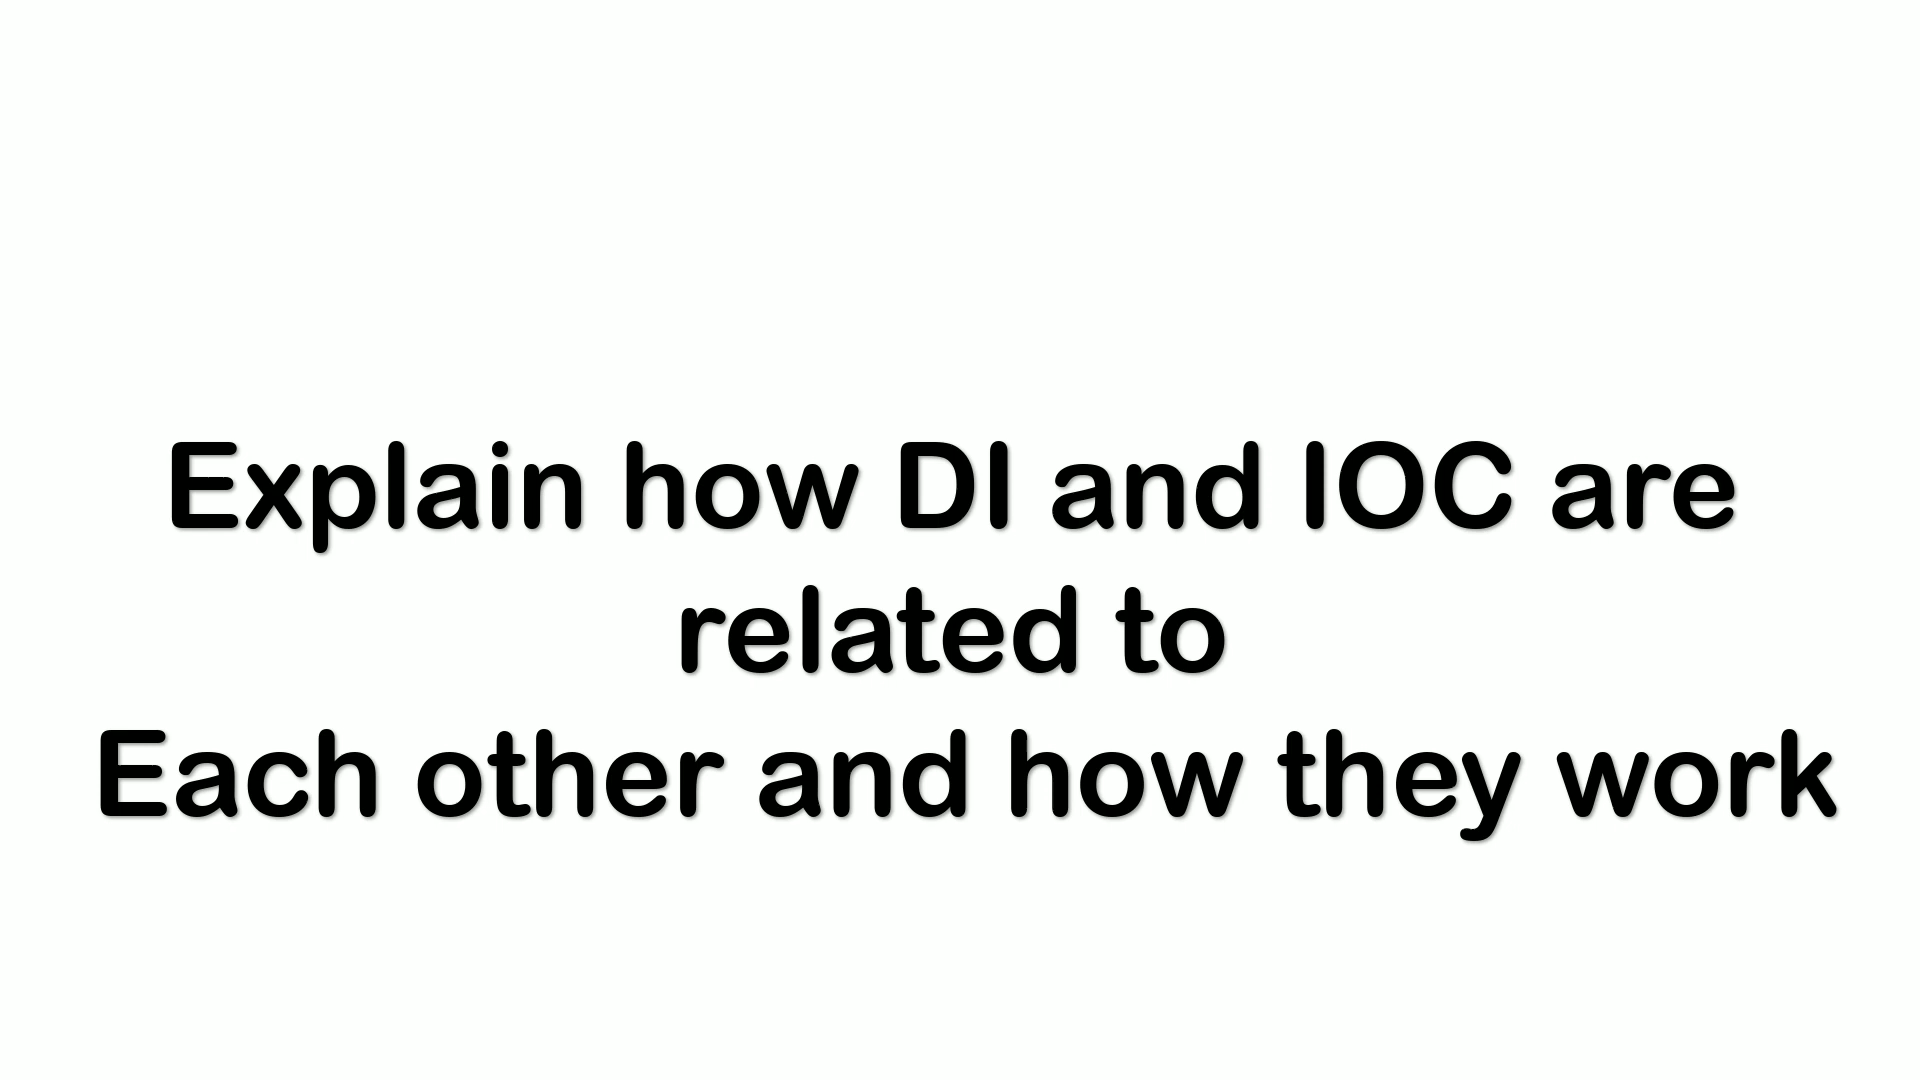 Explain how DI and IOC are
related to
Each other and how they work